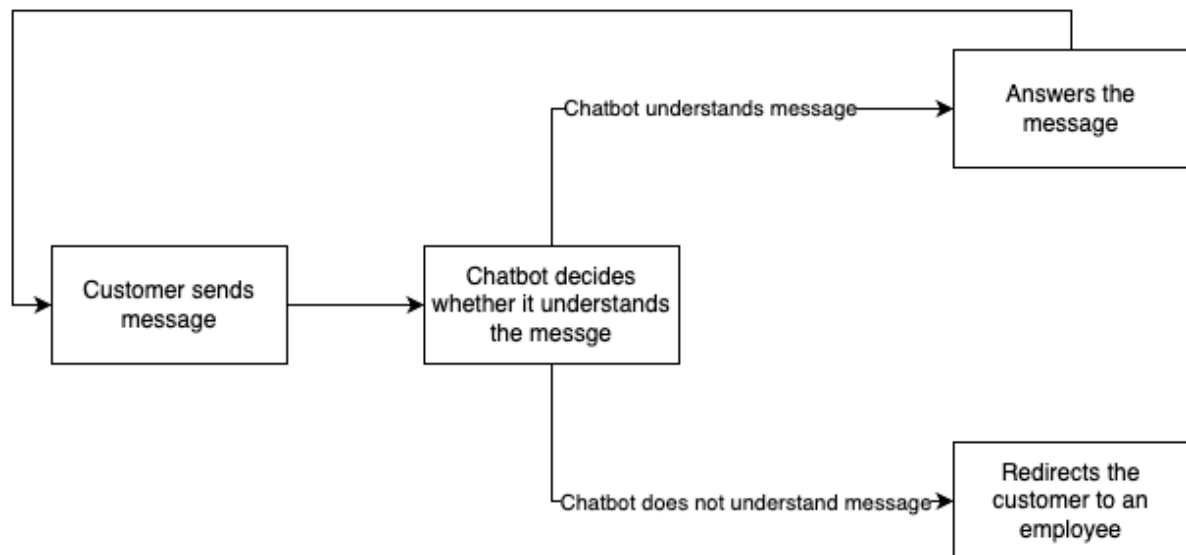 Answers the
message
Chatbot understands message
Customer sends
message
Chatbot decides
whether it understands
the messge
Chatbot does not understand message
Redirects the
customer to an
employee